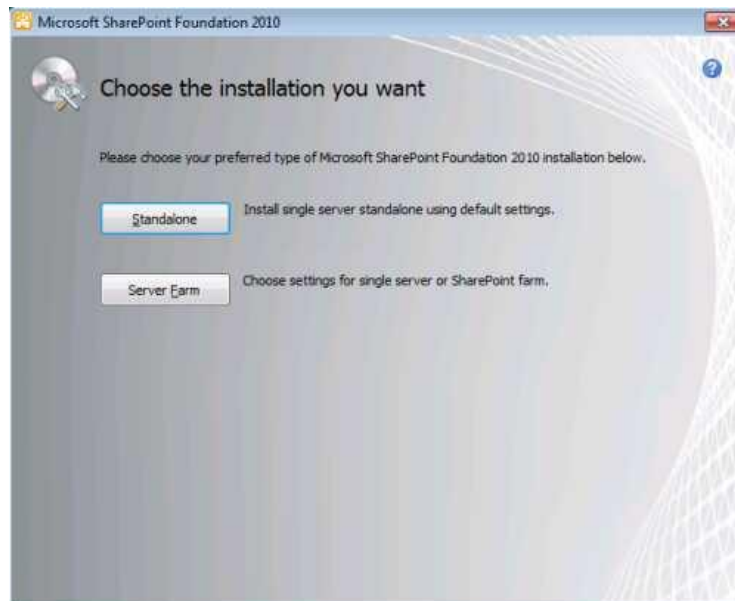 Microsoft SharePoint Foundation 2010
Choose the installation you want
Please choose your preferred type of Microsoft SharePoint Foundation 2010 installation below.
Standalone
Install single server standalone using default settings.
Server Farm
Choose settings for single server or SharePoint farm.